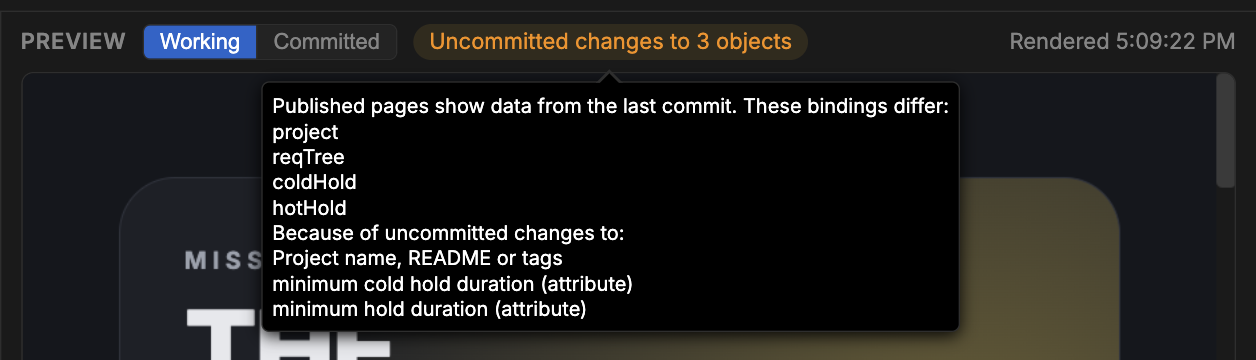 PREVIEW Working Committed Uncommitted changes to 3 objects Rendered 5:09:22 PM
Published pages show data from the last commit. These bindings differ:
project
reqTree
coldHold
hotHold
Because of uncommitted changes to:
Project name, README or tags
MISS
minimum cold hold duration (attribute)
minimum hold duration (attribute)
THE